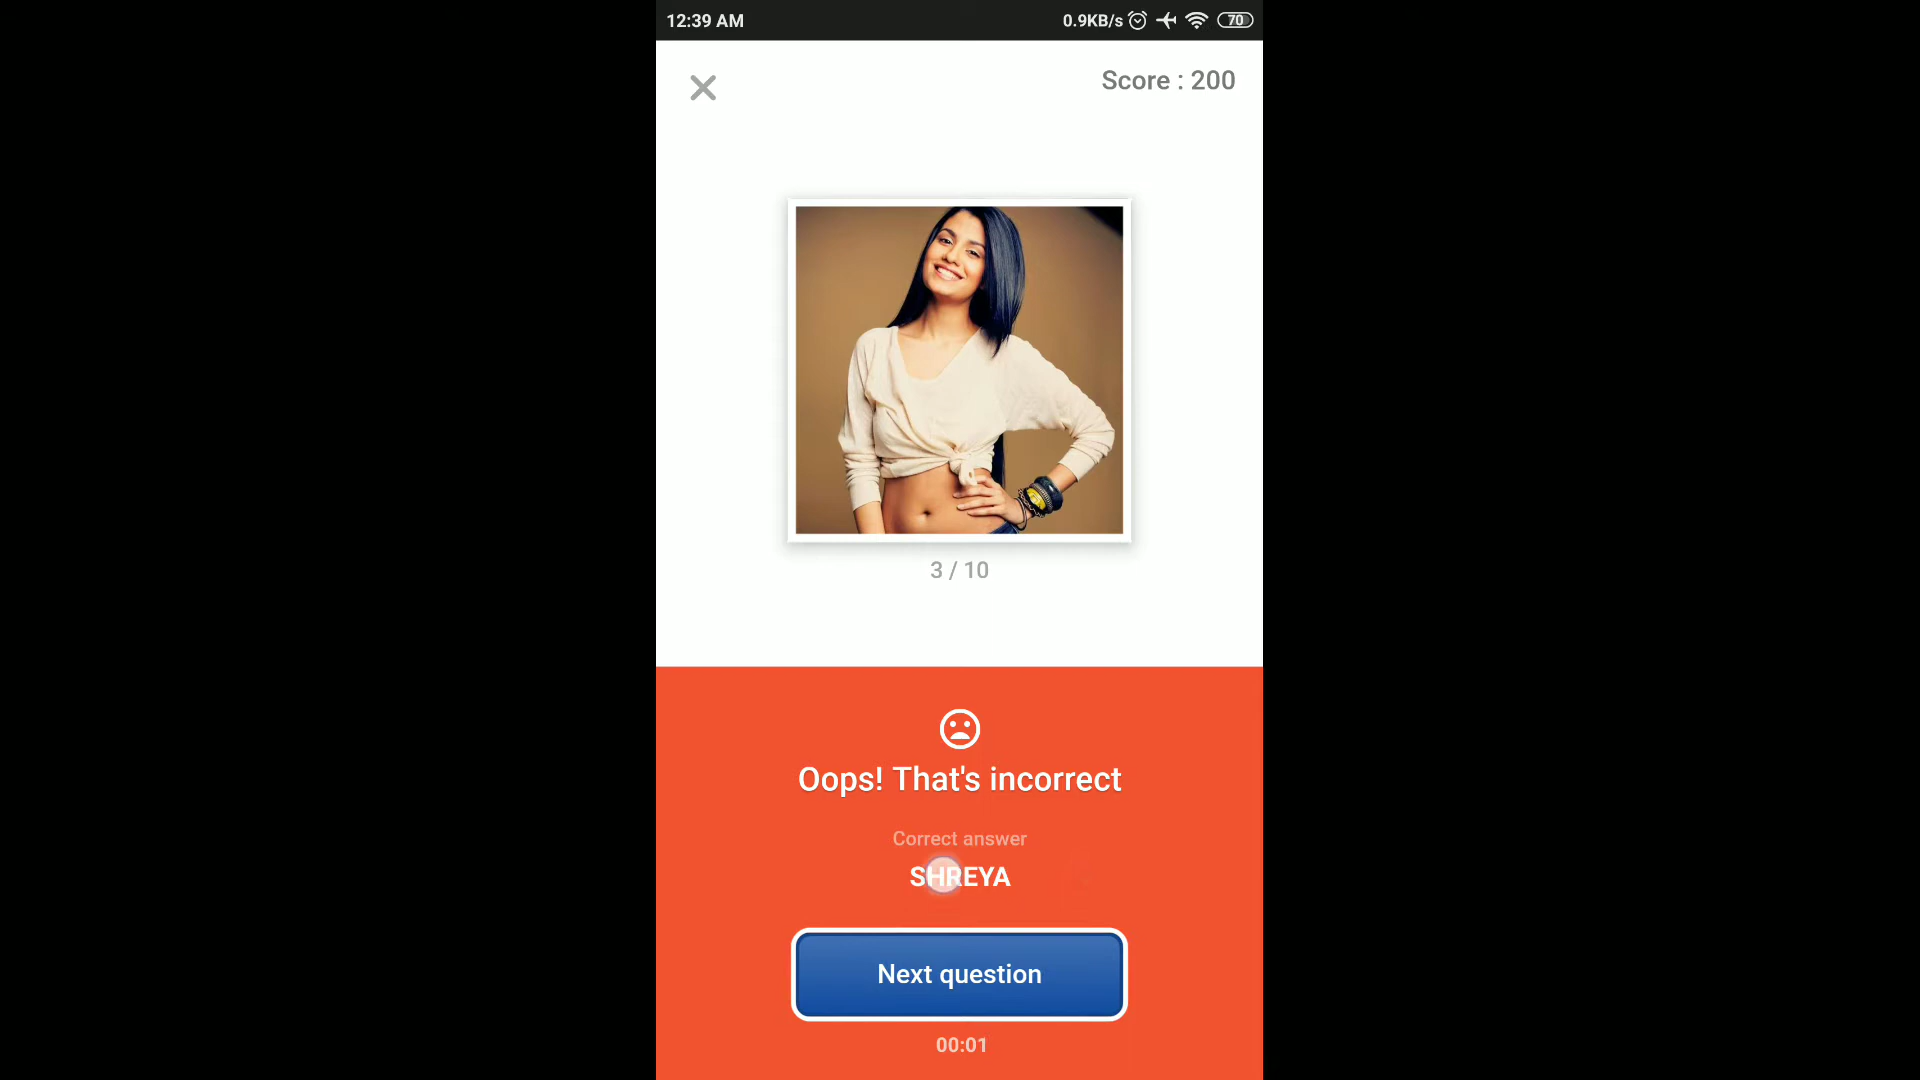 12:39 AM 0.9KB/s 70
Score : 200
3 / 10
Oops! That's incorrect
Correct answer
SHREYA
Next question
00:01